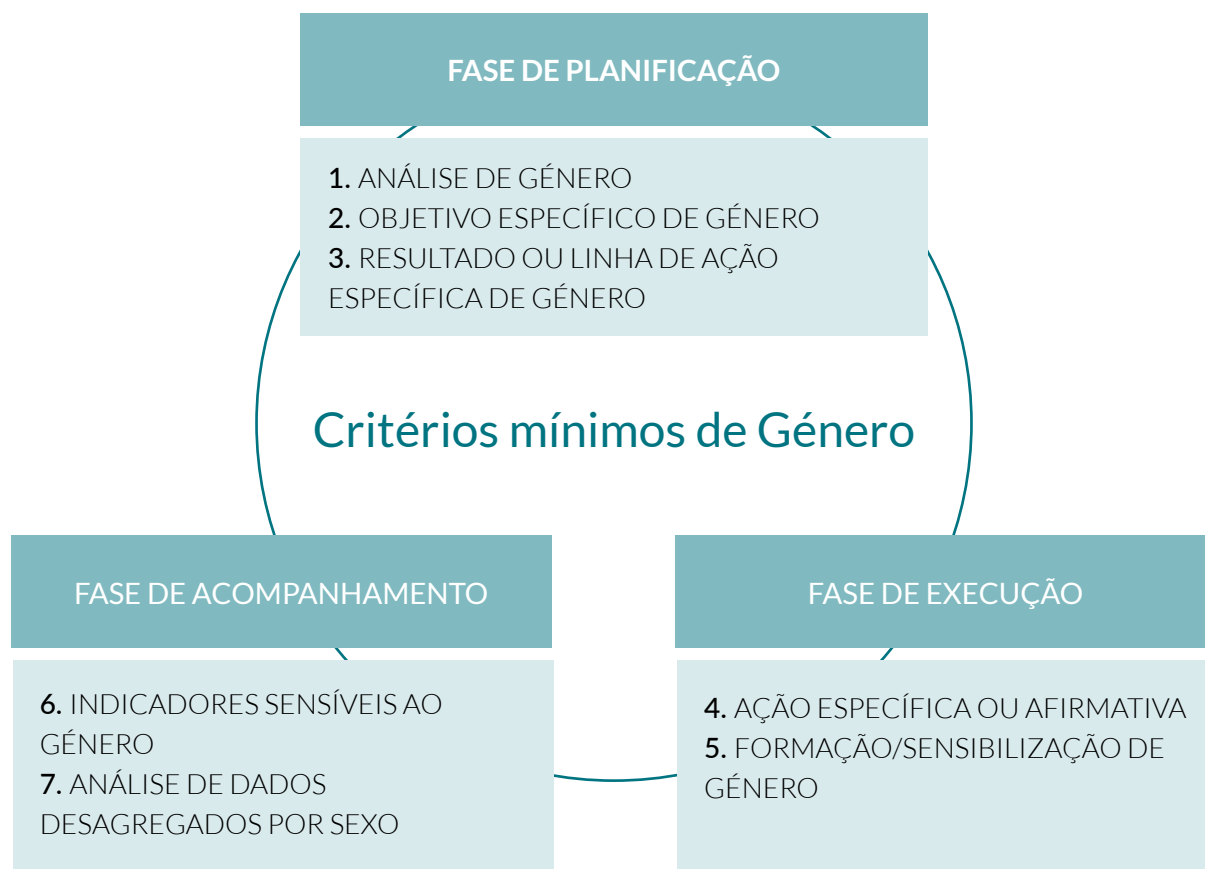 FASE DE PLANIFICAÇÃO
1. ANÁLISE DE GÉNERO
2. OBJETIVO ESPECÍFICO DE GÉNERO
3. RESULTADO OU LINHA DE AÇÃO
ESPECÍFICA DE GÉNERO
Critérios mínimos de Género
FASE DE ACOMPANHAMENTO
6. INDICADORES SENSÍVEIS AO
GÉNERO
7. ANÁLISE DE DADOS
DESAGREGADOS POR SEXO
FASE DE EXECUÇÃO
4. AÇÃO ESPECÍFICA OU AFIRMATIVA
5. FORMAÇÃO/SENSIBILIZAÇÃO DE
GÉNERO